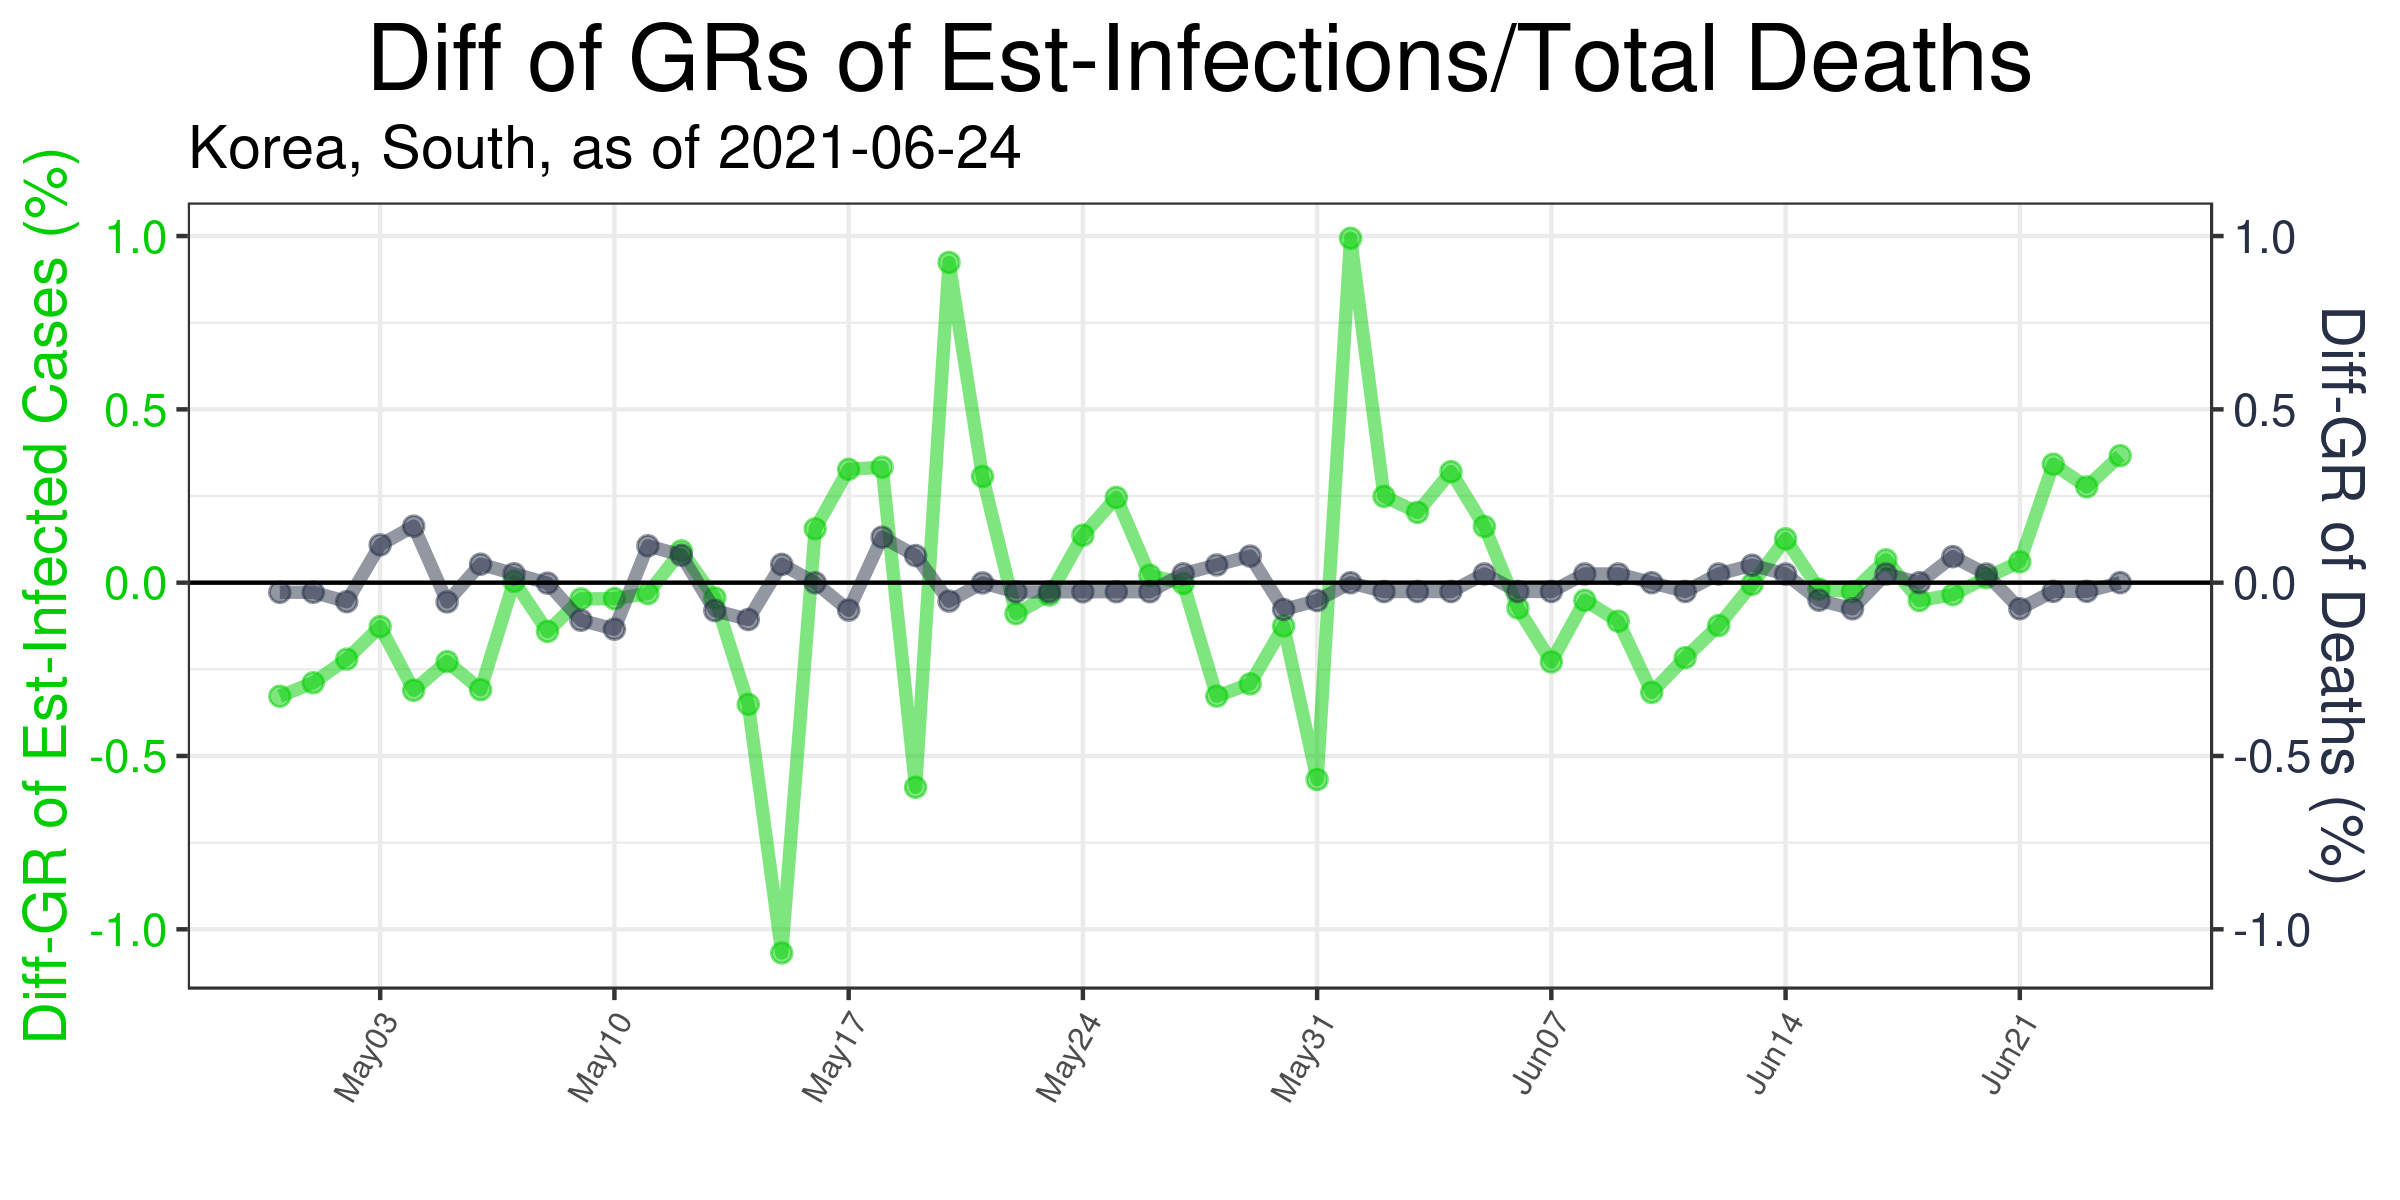 Diff of GRs of Est-Infections/Total Deaths
Korea, South, as of 2021-06-24
Diff-GR of Est-Infected Cases (%)
1.0
0.5
0.0
-0.5
-1.0
1.0
0.5
0.0
-0.5
-1.0
Diff-GR of Deaths (%)
May03
May10
May17
May24
May31
Jun07
Jun14
Jun21